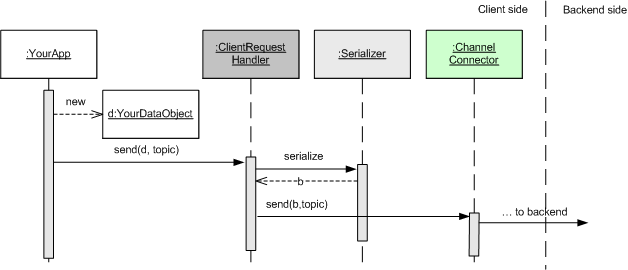 Client side
Backend side
:YourApp
:ClientRequest
Handler
:Serializer
:Channel
Connector
new
d:YourDataObject
send(d, topic)
serialize
b
send(b,topic)
... to backend